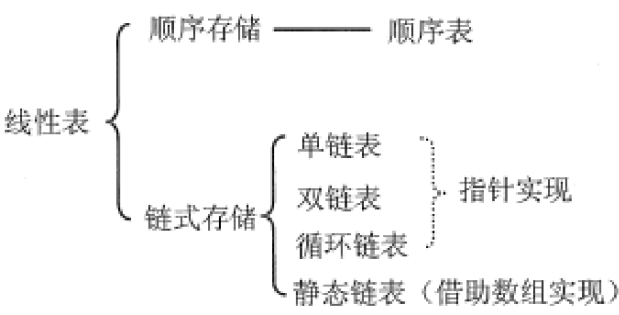 顺序存储 顺序表
线性表
单链表
双链表
指针实现
链式存储
循环链表
静态链表（借助数组实现）